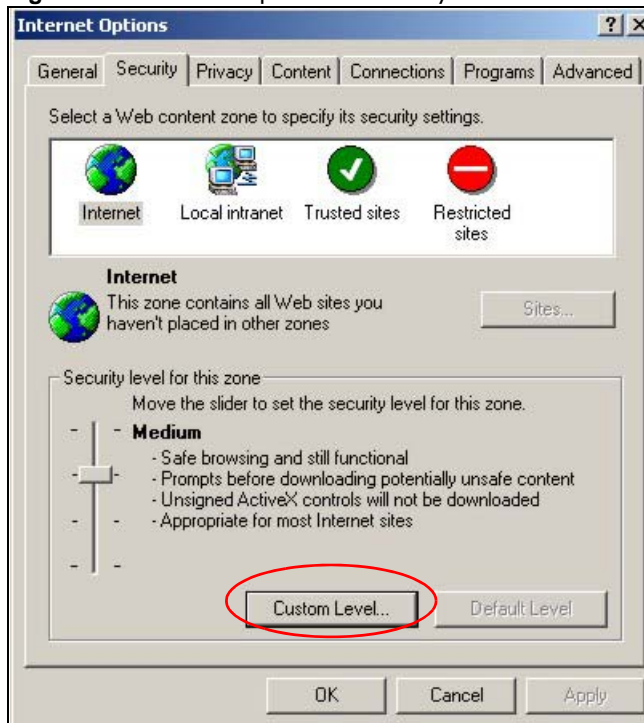 Internet Options
General Security Privacy Content Connections Programs Advanced
Select a Web content zone to specify its security settings.
Internet Local intranet Trusted sites Restricted sites
Internet
This zone contains all Web sites you haven't placed in other zones
Sites...
Security level for this zone
Move the slider to set the security level for this zone.
Medium
- Safe browsing and still functional
- Prompts before downloading potentially unsafe content
- Unsigned ActiveX controls will not be downloaded
- Appropriate for most Internet sites
Custom Level... Default Level
OK Cancel Apply